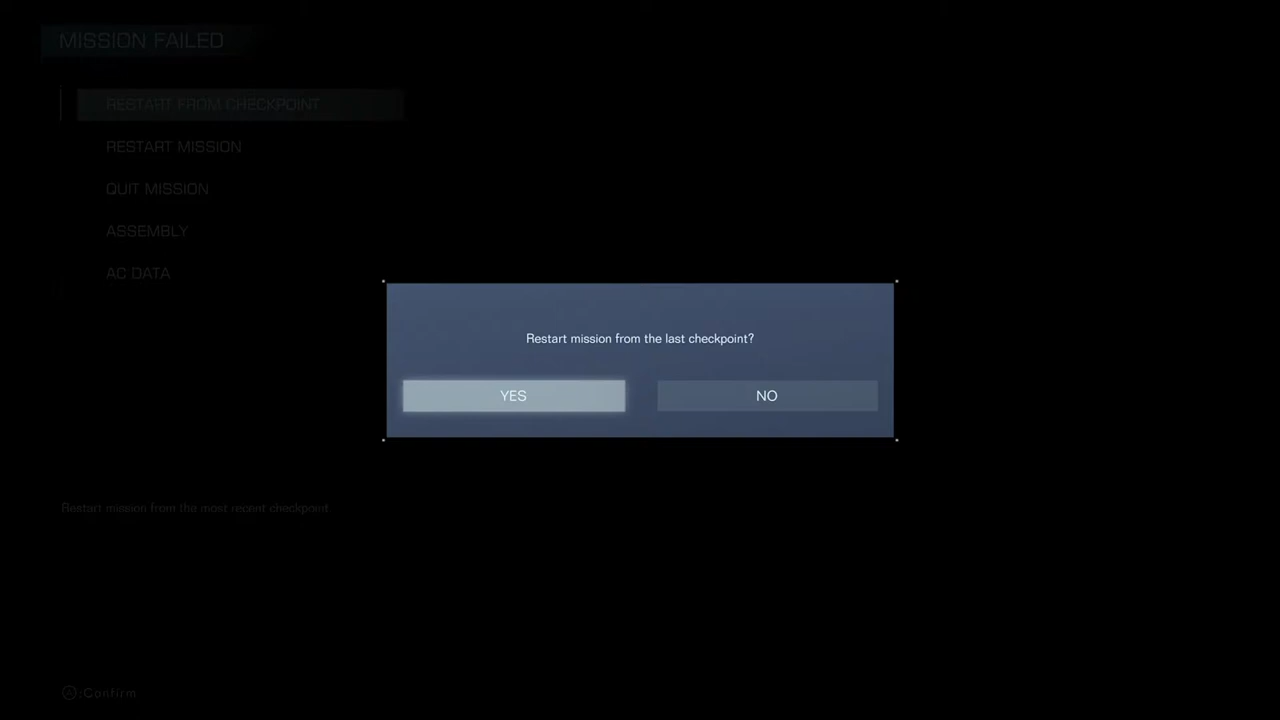 MISSION FAILED
RESTART FROM CHECKPOINT
RESTART MISSION
QUIT MISSION
ASSEMBLY
AC DATA
Restart mission from the last checkpoint?
YES
NO
Restart mission from the most recent checkpoint
A:Confirm